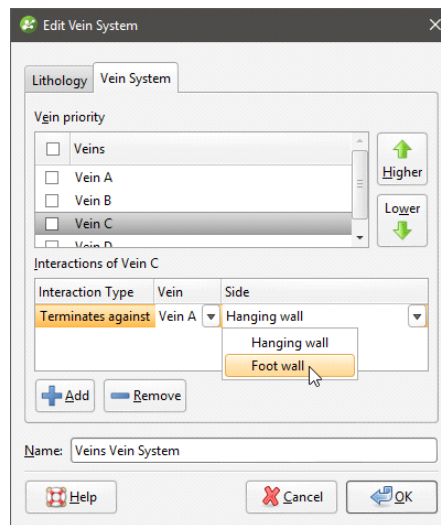 Edit Vein System
Lithology
Vein System
Vein priority
Veins
Vein A
Vein B
Vein C
Vein D
Higher
Lower
Interactions of Vein C
Interaction Type Vein Side
Terminates against Vein A Hanging wall
Hanging wall
Foot wall
Add
Remove
Name: Veins Vein System
Help
Cancel
OK